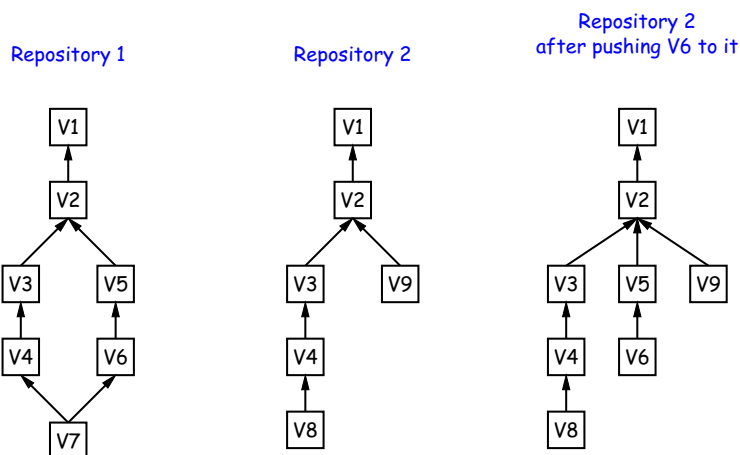 Repository 1
V1
V2
V3
V5
V4
V6
V7
Repository 2
V1
V2
V3
V9
V4
V8
Repository 2
after pushing V6 to it
V1
V2
V3
V5
V9
V4
V6
V8